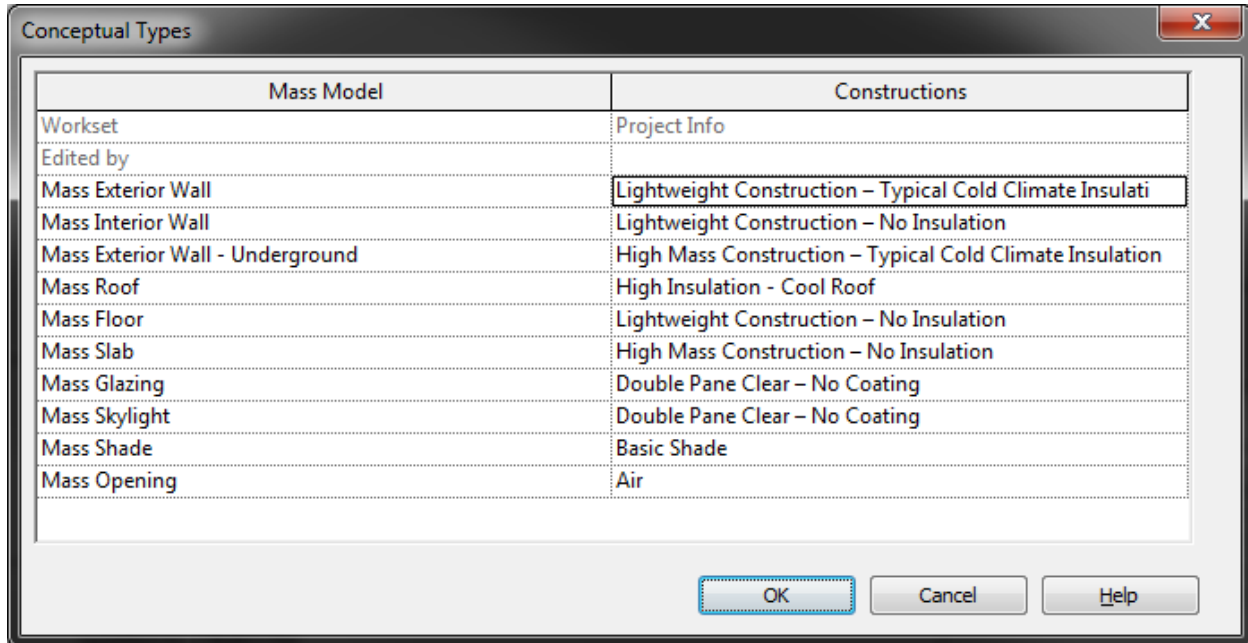 Conceptual Types
Mass Model Constructions
Workset Project Info
Edited by
Mass Exterior Wall Lightweight Construction – Typical Cold Climate Insulati
Mass Interior Wall Lightweight Construction – No Insulation
Mass Exterior Wall - Underground High Mass Construction – Typical Cold Climate Insulation
Mass Roof High Insulation - Cool Roof
Mass Floor Lightweight Construction – No Insulation
Mass Slab High Mass Construction – No Insulation
Mass Glazing Double Pane Clear – No Coating
Mass Skylight Double Pane Clear – No Coating
Mass Shade Basic Shade
Mass Opening Air
OK Cancel Help